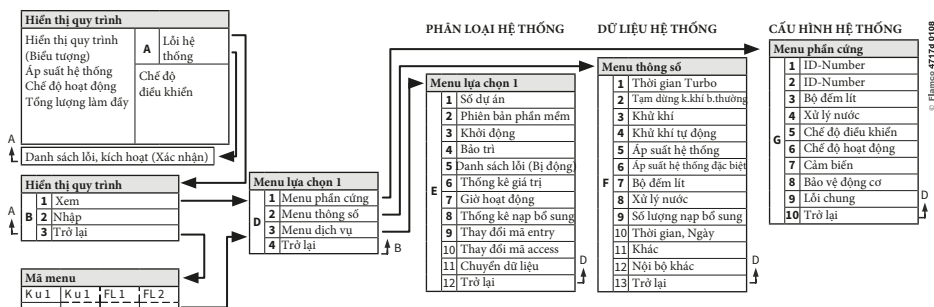 Hiển thị quy trình
Hiển thị quy trình
(Biểu tượng)
Áp suất hệ thống
Chế độ hoạt động
Tổng lượng làm đầy
A
Lỗi hệ
thống
Chế độ
điều khiển
A
Danh sách lỗi, kích hoạt (Xác nhận)
Hiển thị quy trình
A
B
1 Xem
2 Nhập
3 Trở lại
Mã menu
K u 1 K u 1 FL 1 FL 2
Menu lựa chọn 1
D
1 Menu phần cứng
2 Menu thông số
3 Menu dịch vụ
4 Trở lại
B
PHÂN LOẠI HỆ THỐNG
Menu lựa chọn 1
E
1 Số dự án
2 Phiên bản phần mềm
3 Khởi động
4 Bảo trì
5 Danh sách lỗi (Bị động)
6 Thống kê giá trị
7 Giờ hoạt động
8 Thống kê nạp bổ sung
9 Thay đổi mã entry
10 Thay đổi mã access
11 Chuyển dữ liệu
12 Trở lại
D
DỮ LIỆU HỆ THỐNG
Menu thông số
F
1 Thời gian Turbo
2 Tạm dừng k.khí b.thường
3 Khử khí
4 Khử khí tự động
5 Áp suất hệ thống
6 Áp suất hệ thống đặc biệt
7 Bộ đếm lít
8 Xử lý nước
9 Số lượng nạp bổ sung
10 Thời gian, Ngày
11 Khác
12 Nội bộ khác
13 Trở lại
D
CẤU HÌNH HỆ THỐNG
Menu phần cứng
G
1 ID-Number
2 ID-Number
3 Bộ đếm lít
4 Xử lý nước
5 Chế độ điều khiển
6 Chế độ hoạt động
7 Cảm biến
8 Bảo vệ động cơ
9 Lỗi chung
10 Trở lại
D
© Flamco 4717d 0108